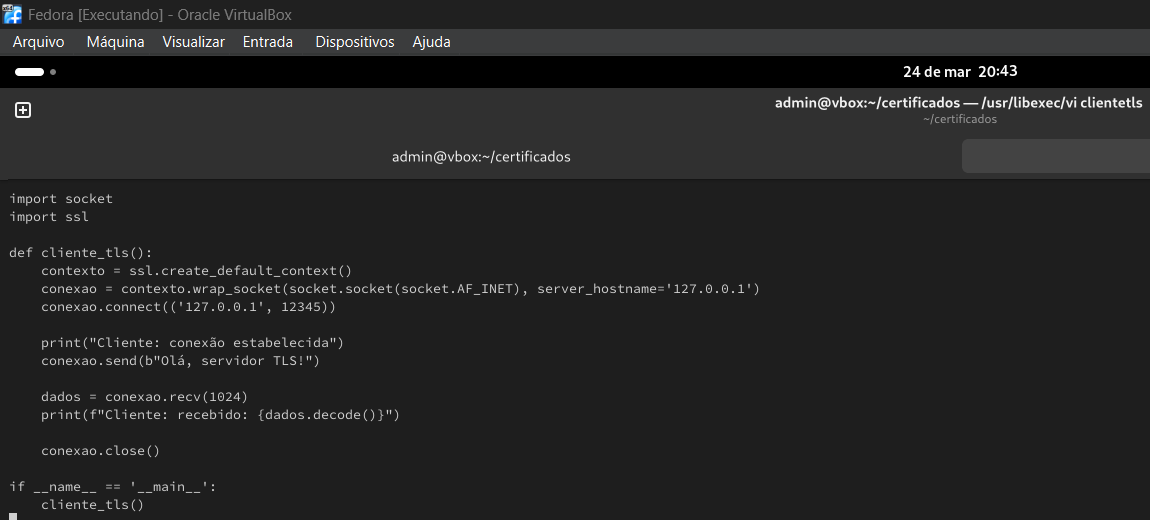 x64
Fedora [Executando] - Oracle VirtualBox
Arquivo Máquina Visualizar Entrada Dispositivos Ajuda
24 de mar 20:43
admin@vbox:~/certificados — /usr/libexec/vi clientetls
~/certificados
admin@vbox:~/certificados
import socket
import ssl
def cliente_tls():
    contexto = ssl.create_default_context()
    conexao = contexto.wrap_socket(socket.socket(socket.AF_INET), server_hostname='127.0.0.1')
    conexao.connect(('127.0.0.1', 12345))
    print("Cliente: conexão estabelecida")
    conexao.send(b"Olá, servidor TLS!")
    dados = conexao.recv(1024)
    print(f"Cliente: recebido: {dados.decode()}")
    conexao.close()
if __name__ == '__main__':
    cliente_tls()